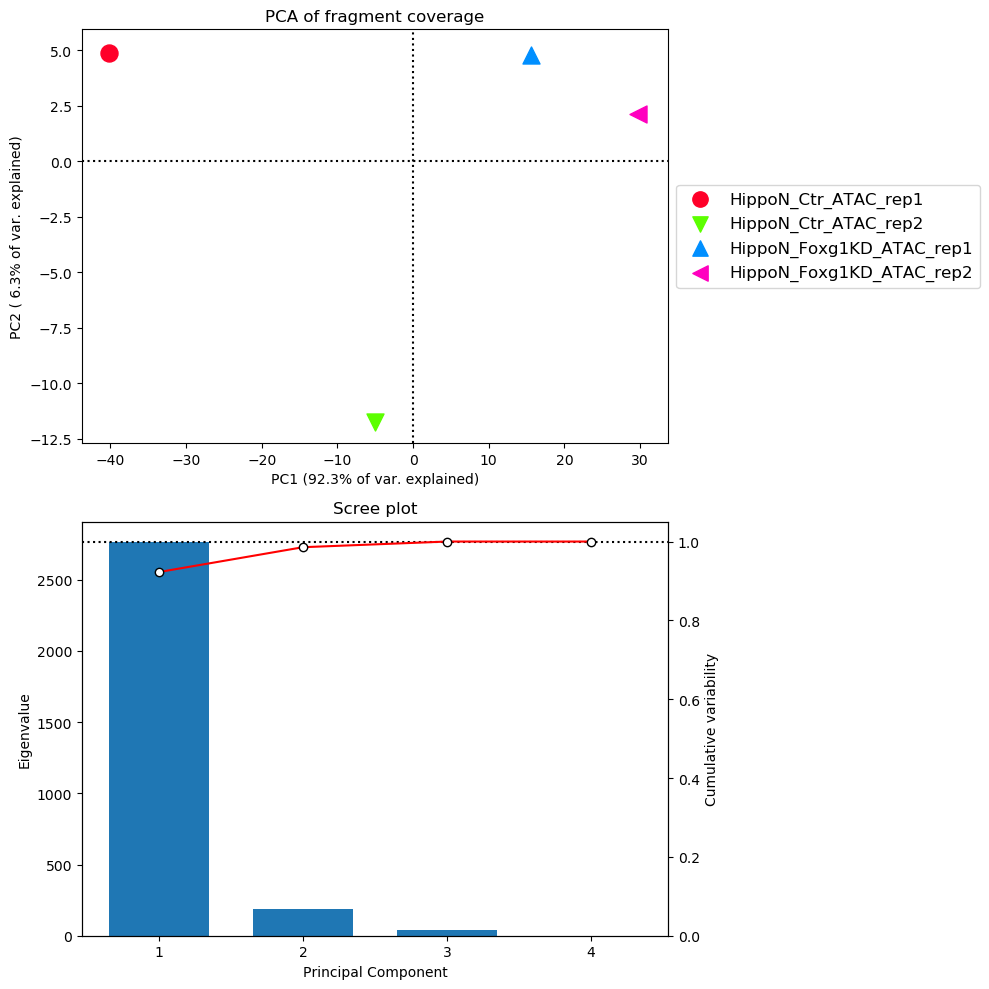 PCA of fragment coverage
PC2 ( 6.3% of var. explained)
5.0
2.5
0.0
−2.5
−5.0
−7.5
−10.0
−12.5
−40
−30
−20
−10
0
10
20
30
PC1 (92.3% of var. explained)
HippoN_Ctr_ATAC_rep1
HippoN_Ctr_ATAC_rep2
HippoN_Foxg1KD_ATAC_rep1
HippoN_Foxg1KD_ATAC_rep2
Scree plot
Eigenvalue
2500
2000
1500
1000
500
0
1
2
3
4
Principal Component
1.0
0.8
0.6
0.4
0.2
0.0
Cumulative variability